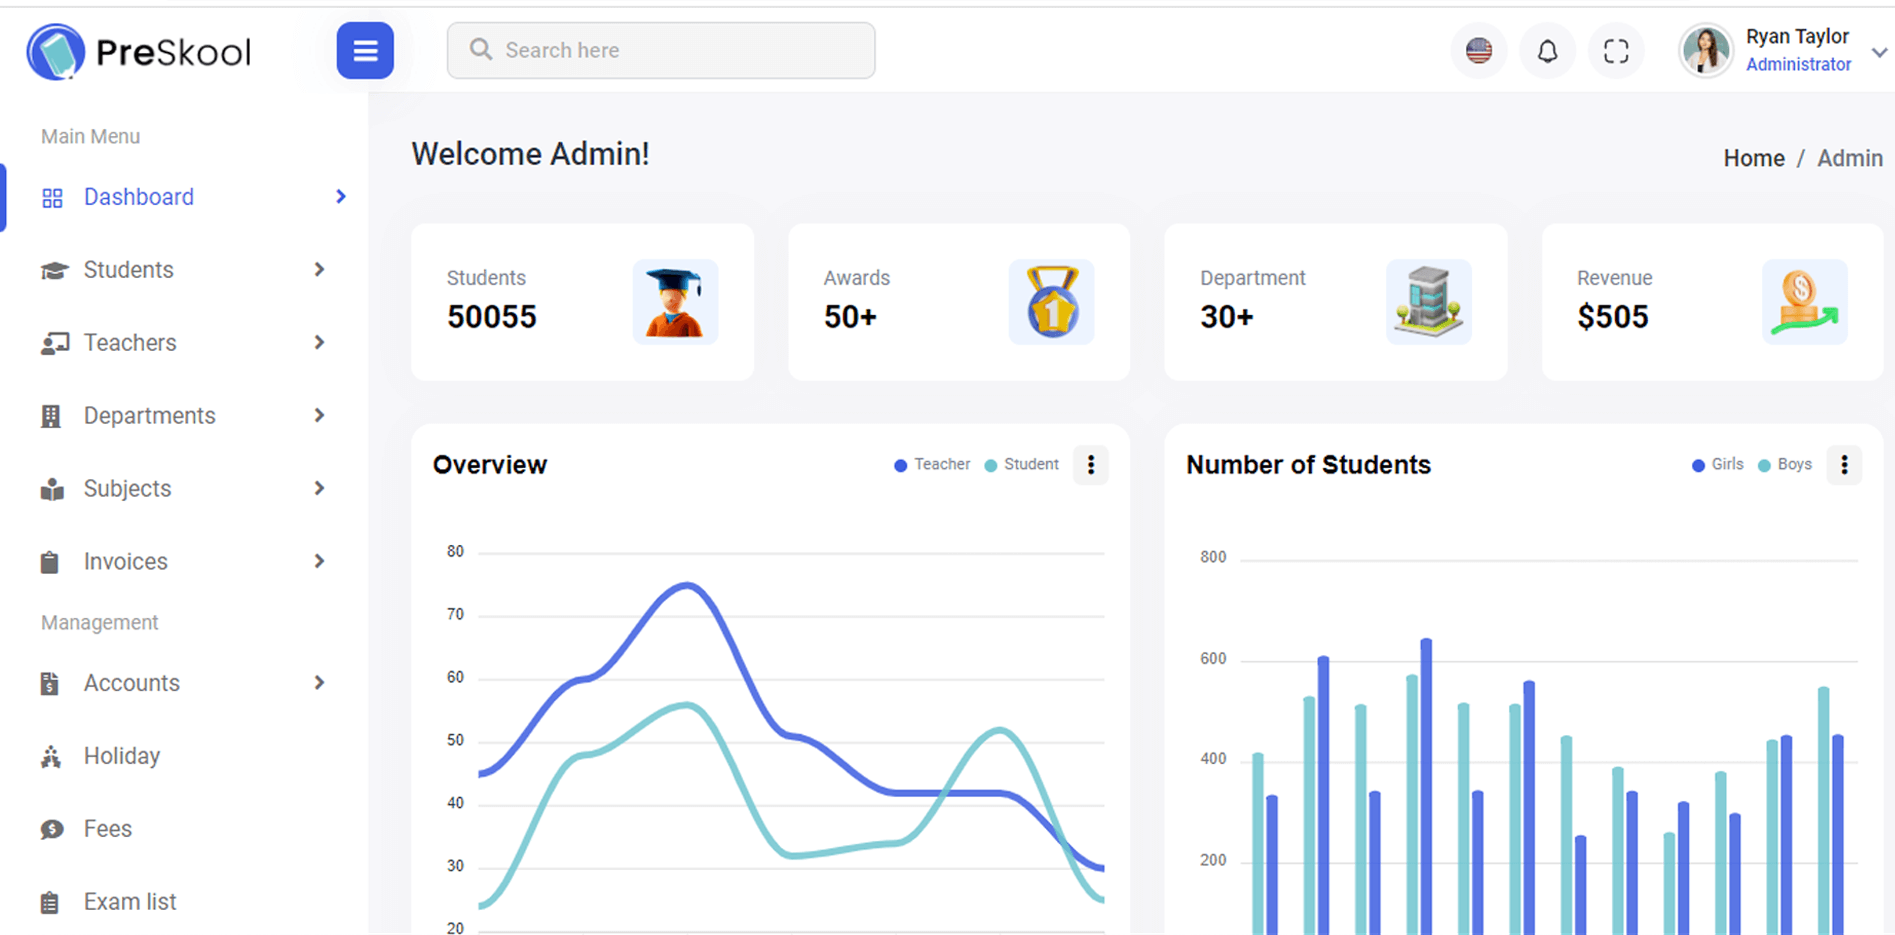 PreSkool
Search here
Ryan Taylor
Administrator
Main Menu
Dashboard
Students
Teachers
Departments
Subjects
Invoices
Management
Accounts
Holiday
Fees
Exam list
Welcome Admin!
Home / Admin
Students
50055
Awards
50+
1
Department
30+
Revenue
$505
$
Overview
Teacher
Student
80
70
60
50
40
30
20
Number of Students
Girls
Boys
800
600
400
200